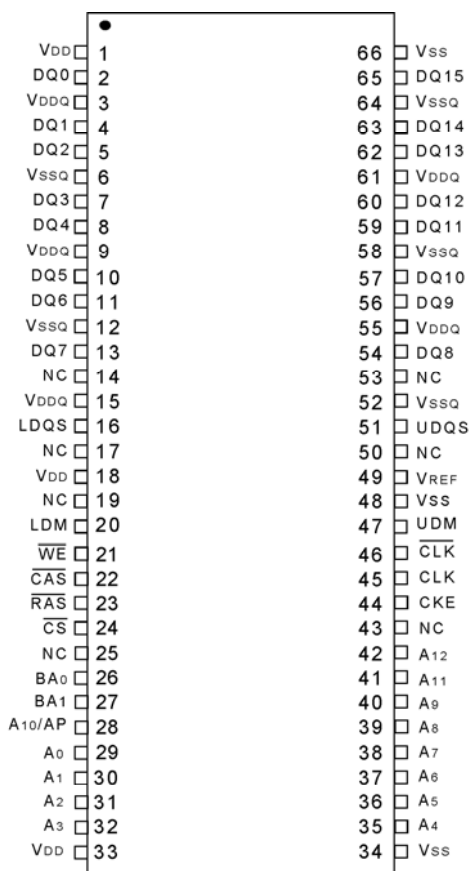 VDD 1 66 VSS
DQ0 2 65 DQ15
VDDQ 3 64 VSSQ
DQ1 4 63 DQ14
DQ2 5 62 DQ13
VSSQ 6 61 VDDQ
DQ3 7 60 DQ12
DQ4 8 59 DQ11
VDDQ 9 58 VSSQ
DQ5 10 57 DQ10
DQ6 11 56 DQ9
VSSQ 12 55 VDDQ
DQ7 13 54 DQ8
NC 14 53 NC
VDDQ 15 52 VSSQ
LDQS 16 51 UDQS
NC 17 50 NC
VDD 18 49 VREF
NC 19 48 VSS
LDM 20 47 UDM
W̅E̅ 21 46 C̅L̅K̅
C̅A̅S̅ 22 45 CLK
R̅A̅S̅ 23 44 CKE
C̅S̅ 24 43 NC
NC 25 42 A12
BA0 26 41 A11
BA1 27 40 A9
A10/AP 28 39 A8
A0 29 38 A7
A1 30 37 A6
A2 31 36 A5
A3 32 35 A4
VDD 33 34 VSS